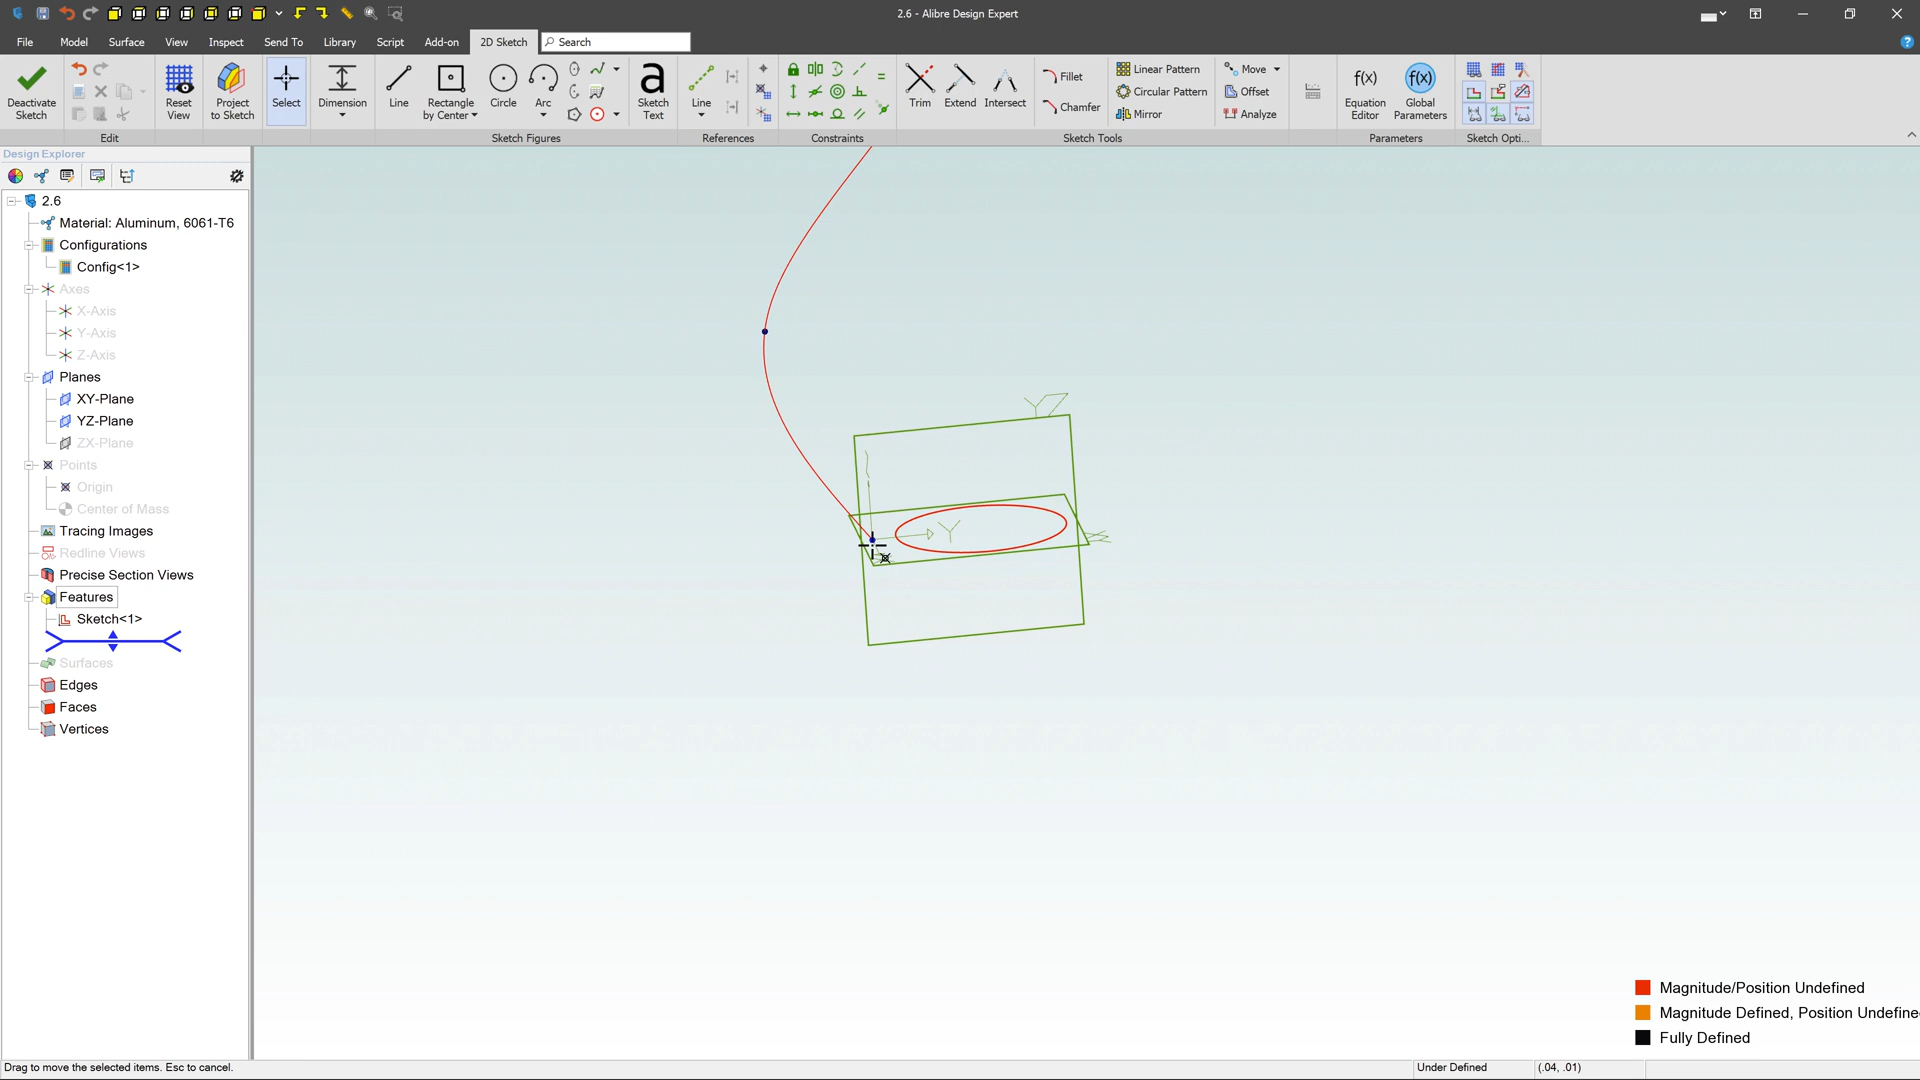 2.6 - Alibre Design Expert
File Model Surface View Inspect Send To Library Script Add-on 2D Sketch Search
Deactivate Sketch
Reset View
Project to Sketch
Select
Dimension
Line
Rectangle by Center
Circle
Arc
a
Sketch Text
Line
Trim
Extend
Intersect
Fillet
Chamfer
Linear Pattern
Circular Pattern
Mirror
Move
Offset
Analyze
f(x)
Equation Editor
f(x)
Global Parameters
Edit
Sketch Figures
References
Constraints
Sketch Tools
Parameters
Sketch Opti...
Design Explorer
2.6
Material: Aluminum, 6061-T6
Configurations
Config<1>
Axes
X-Axis
Y-Axis
Z-Axis
Planes
XY-Plane
YZ-Plane
ZX-Plane
Points
Origin
Center of Mass
Tracing Images
Redline Views
Precise Section Views
Features
Sketch<1>
Surfaces
Edges
Faces
Vertices
YZ
Y
Magnitude/Position Undefined
Magnitude Defined, Position Undefine
Fully Defined
Drag to move the selected items. Esc to cancel.
Under Defined
(.04, .01)